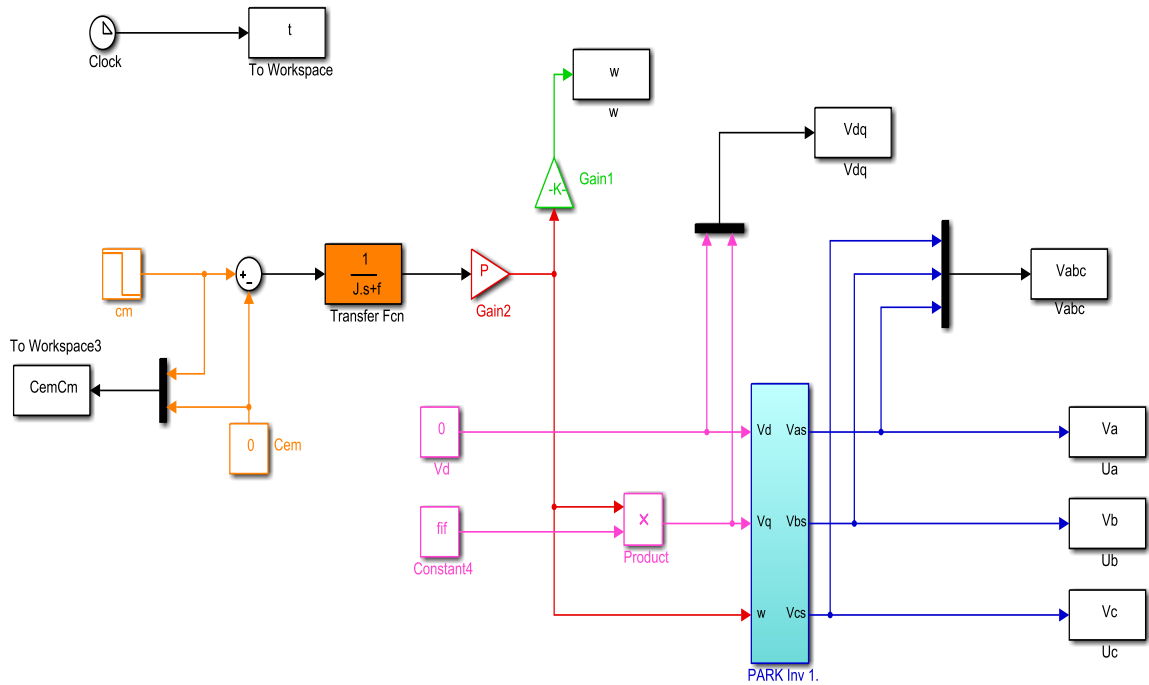 t
Clock
To Workspace
w
w
Vdq
Vdq
-K-
Gain1
+
-
1
J.s+f
Transfer Fcn
P
Gain2
cm
Vabc
Vabc
To Workspace3
CemCm
0
Cem
0
Vd
Vd
Vas
Va
Ua
fif
Constant4
×
Product
Vq
Vbs
Vb
Ub
w
Vcs
Vc
Uc
PARK Inv 1.